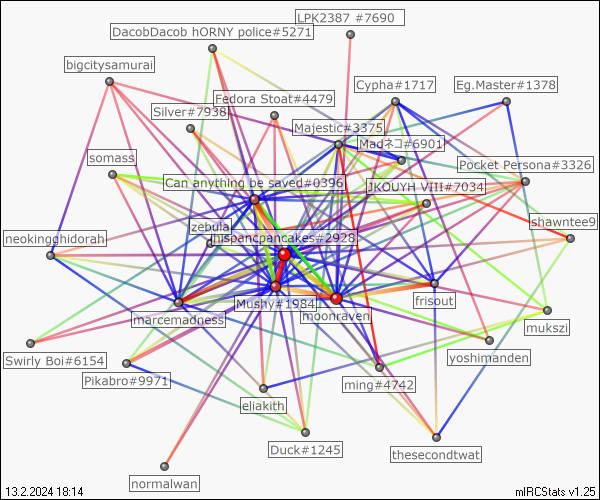 LPK2387 #7690
DacobDacob hORNY police#5271
bigcitysamurai
Cypha#1717
Eg.Master#1378
Fedora Stoat#4479
Silver#7938
Majestic#3375
Madネコ#6901
somass
Pocket Persona#3326
Can anything be saved#0396
JKOUYH VIII#7034
shawntee9
zebula
neokingghidorah
hispancpancakes#2928
Mushy#1984
frisout
moonraven
marcemadness
mukszi
Swirly Boi#6154
yoshimanden
Pikabro#9971
ming#4742
eliakith
Duck#1245
thesecondtwat
normalwan
13.2.2024 18:14
mIRCStats v1.25